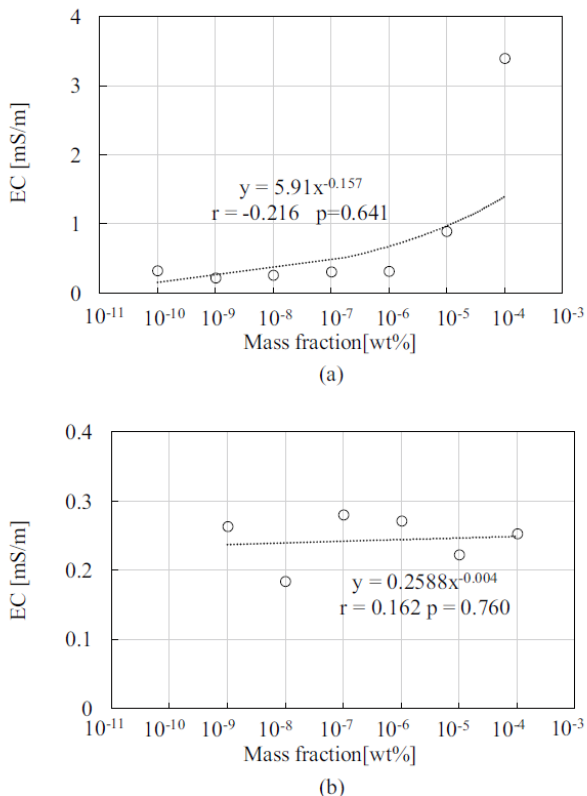 4
3
2
1
0
EC [mS/m]
y = 5.91x⁻⁰·¹⁵⁷
r = -0.216 p=0.641
10⁻¹¹ 10⁻¹⁰ 10⁻⁹ 10⁻⁸ 10⁻⁷ 10⁻⁶ 10⁻⁵ 10⁻⁴ 10⁻³
Mass fraction[wt%]
(a)
0.4
0.3
0.2
0.1
0
EC [mS/m]
y = 0.2588x⁻⁰·⁰⁰⁴
r = 0.162 p = 0.760
10⁻¹¹ 10⁻¹⁰ 10⁻⁹ 10⁻⁸ 10⁻⁷ 10⁻⁶ 10⁻⁵ 10⁻⁴ 10⁻³
Mass fraction[wt%]
(b)